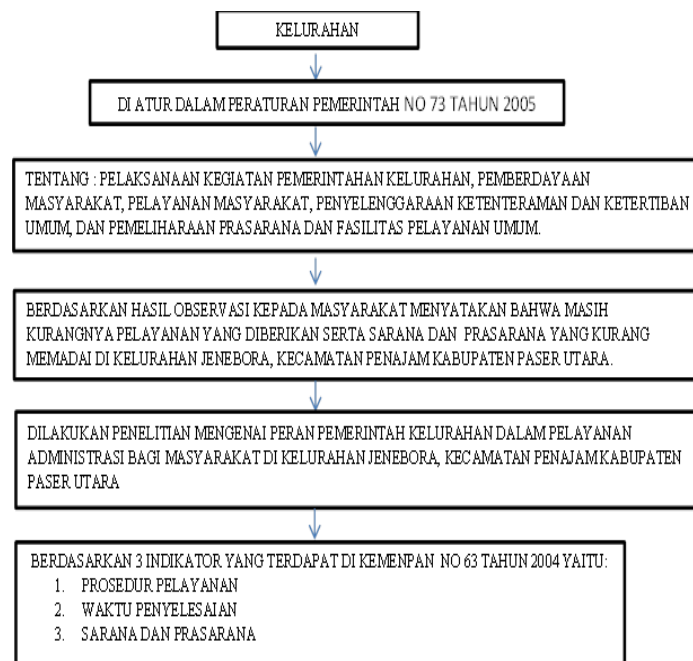 KELURAHAN
DI ATUR DALAM PERATURAN PEMERINTAH NO 73 TAHUN 2005
TENTANG : PELAKSANAAN KEGIATAN PEMERINTAHAN KELURAHAN, PEMBERDAYAAN
MASYARAKAT, PELAYANAN MASYARAKAT, PENYELENGGARAAN KETENTERAMAN DAN KETERTIBAN
UMUM, DAN PEMELIHARAAN PRASARANA DAN FASILITAS PELAYANAN UMUM.
BERDASARKAN HASIL OBSERVASI KEPADA MASYARAKAT MENYATAKAN BAHWA MASIH
KURANGNYA PELAYANAN YANG DIBERIKAN SERTA SARANA DAN PRASARANA YANG KURANG
MEMADAI DI KELURAHAN JENEBORA, KECAMATAN PENAJAM KABUPATEN PASER UTARA.
DILAKUKAN PENELITIAN MENGENAI PERAN PEMERINTAH KELURAHAN DALAM PELAYANAN
ADMINISTRASI BAGI MASYARAKAT DI KELURAHAN JENEBORA, KECAMATAN PENAJAM KABUPATEN
PASER UTARA
BERDASARKAN 3 INDIKATOR YANG TERDAPAT DI KEMENPAN NO 63 TAHUN 2004 YAITU:
1. PROSEDUR PELAYANAN
2. WAKTU PENYELESAIAN
3. SARANA DAN PRASARANA